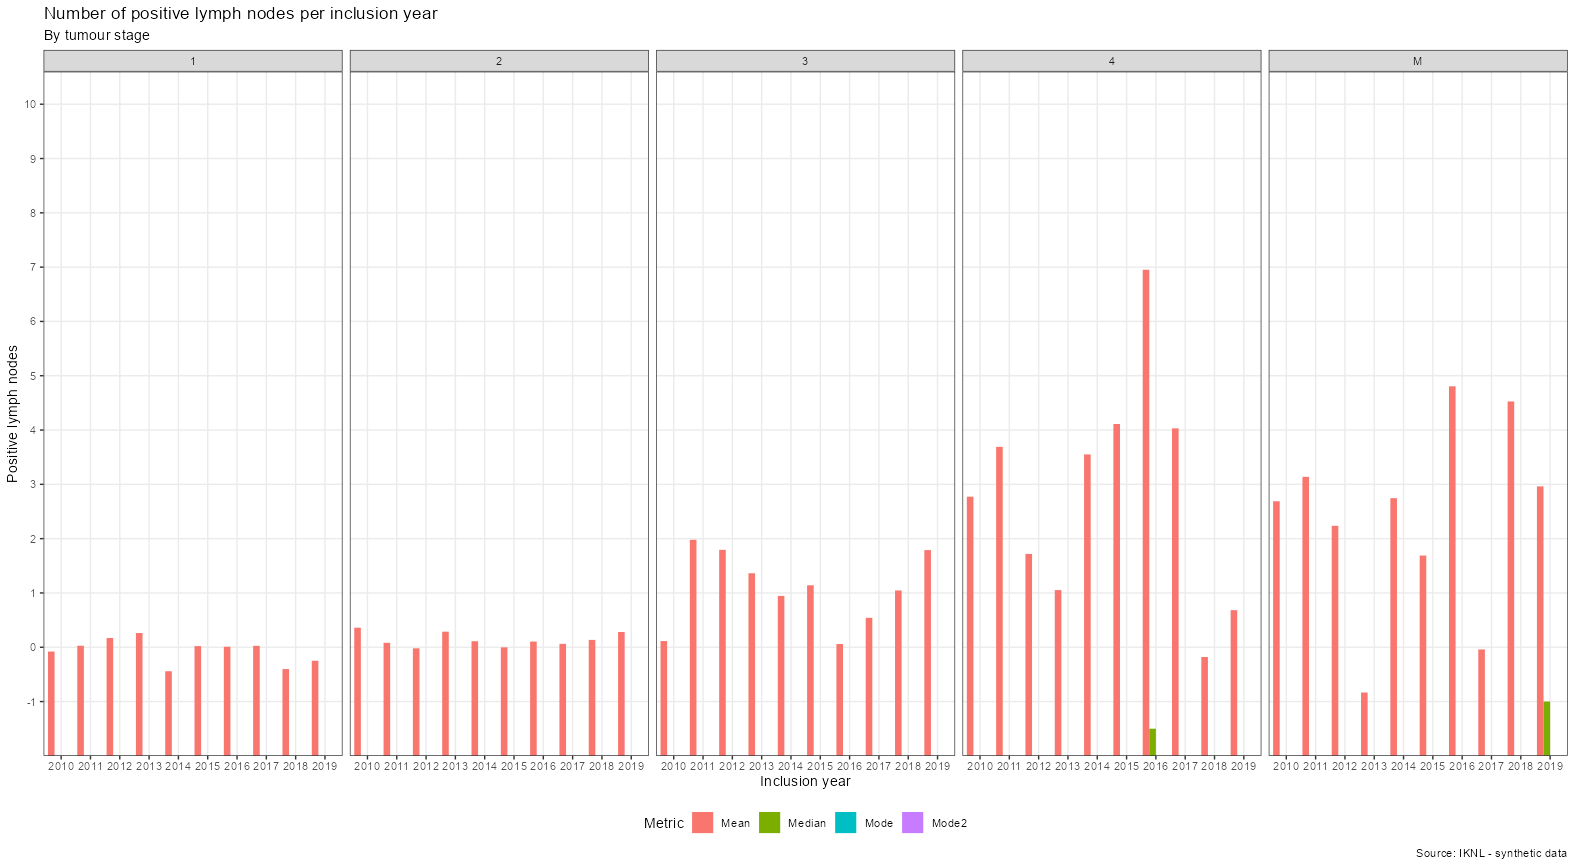 Number of positive lymph nodes per inclusion year
By tumour stage
1 2 3 4 M
10
9
8
7
6
5
4
3
2
1
0
-1
Positive lymph nodes
2010 2011 2012 2013 2014 2015 2016 2017 2018 2019 2010 2011 2012 2013 2014 2015 2016 2017 2018 2019 2010 2011 2012 2013 2014 2015 2016 2017 2018 2019 2010 2011 2012 2013 2014 2015 2016 2017 2018 2019 2010 2011 2012 2013 2014 2015 2016 2017 2018 2019
Inclusion year
Metric Mean Median Mode Mode2
Source: IKNL - synthetic data